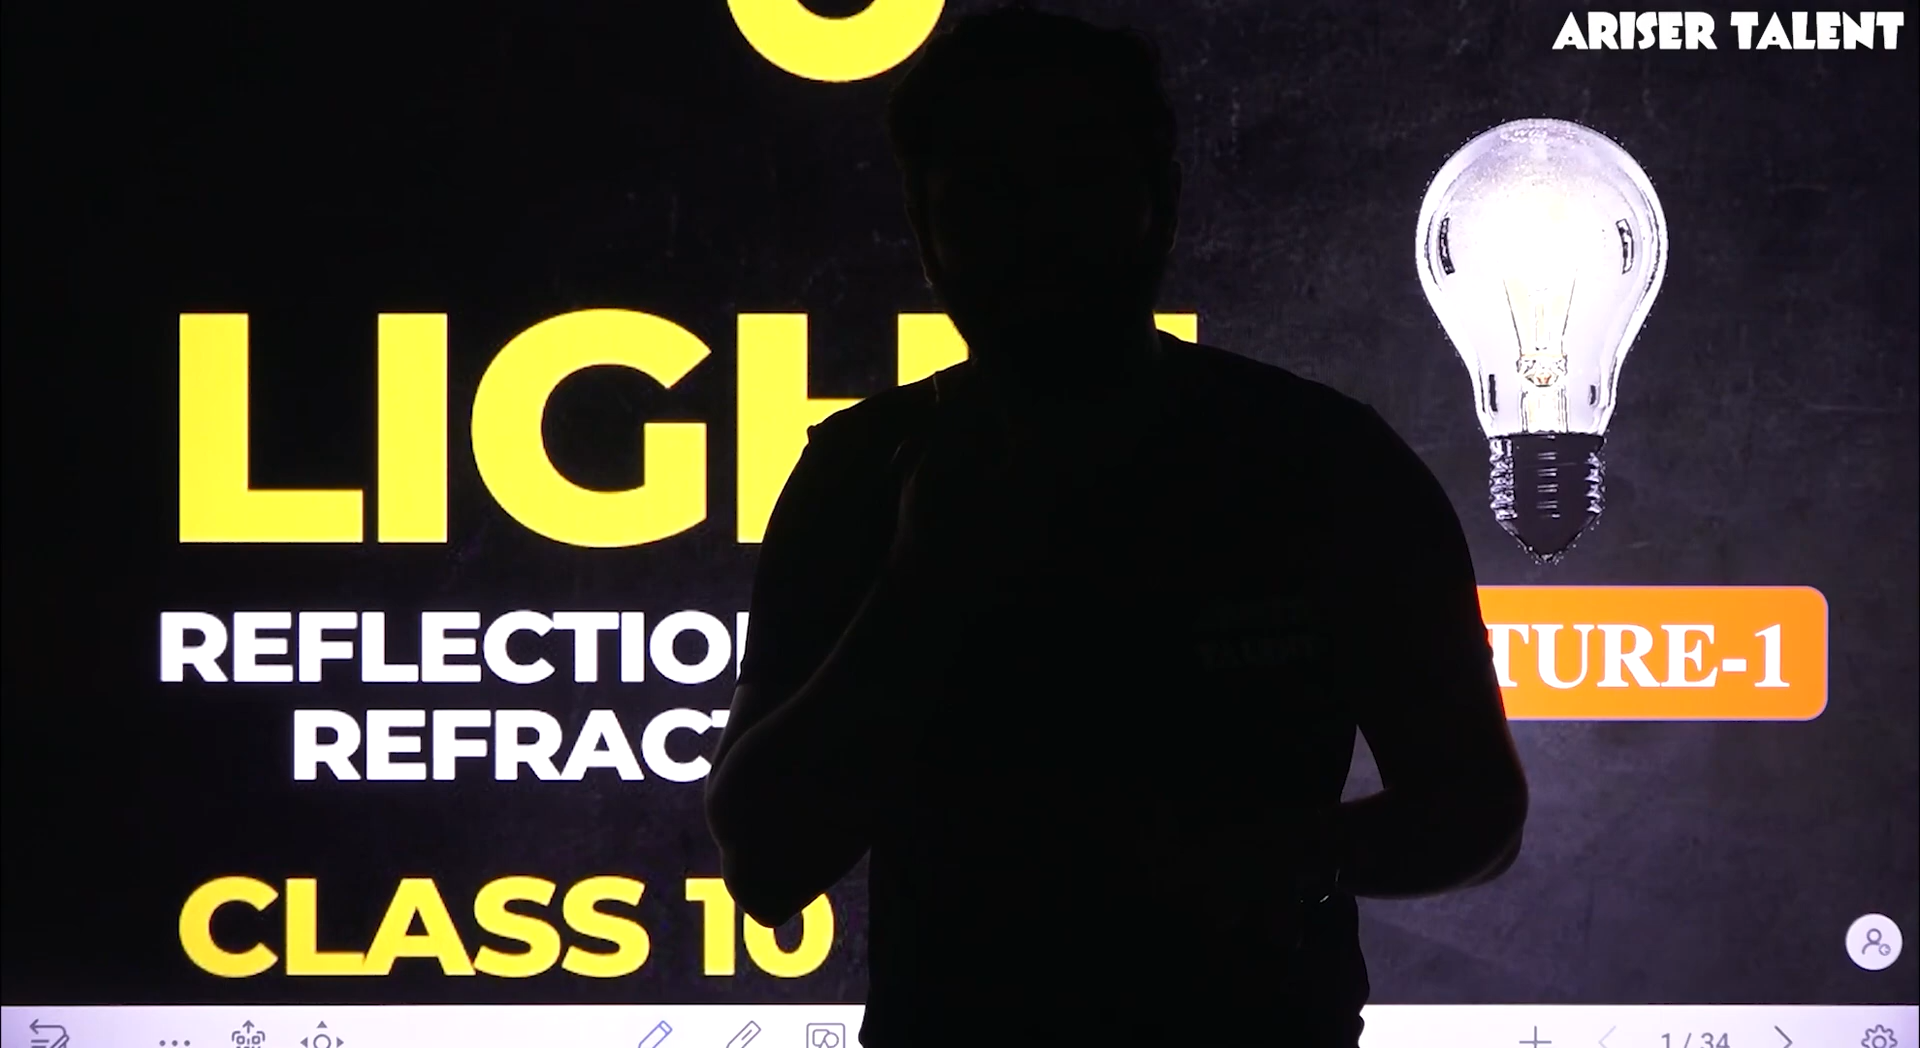 ARISER TALENT
LIGH
REFLECTIO
TURE-1
REFRACT
CLASS 10
1 / 34